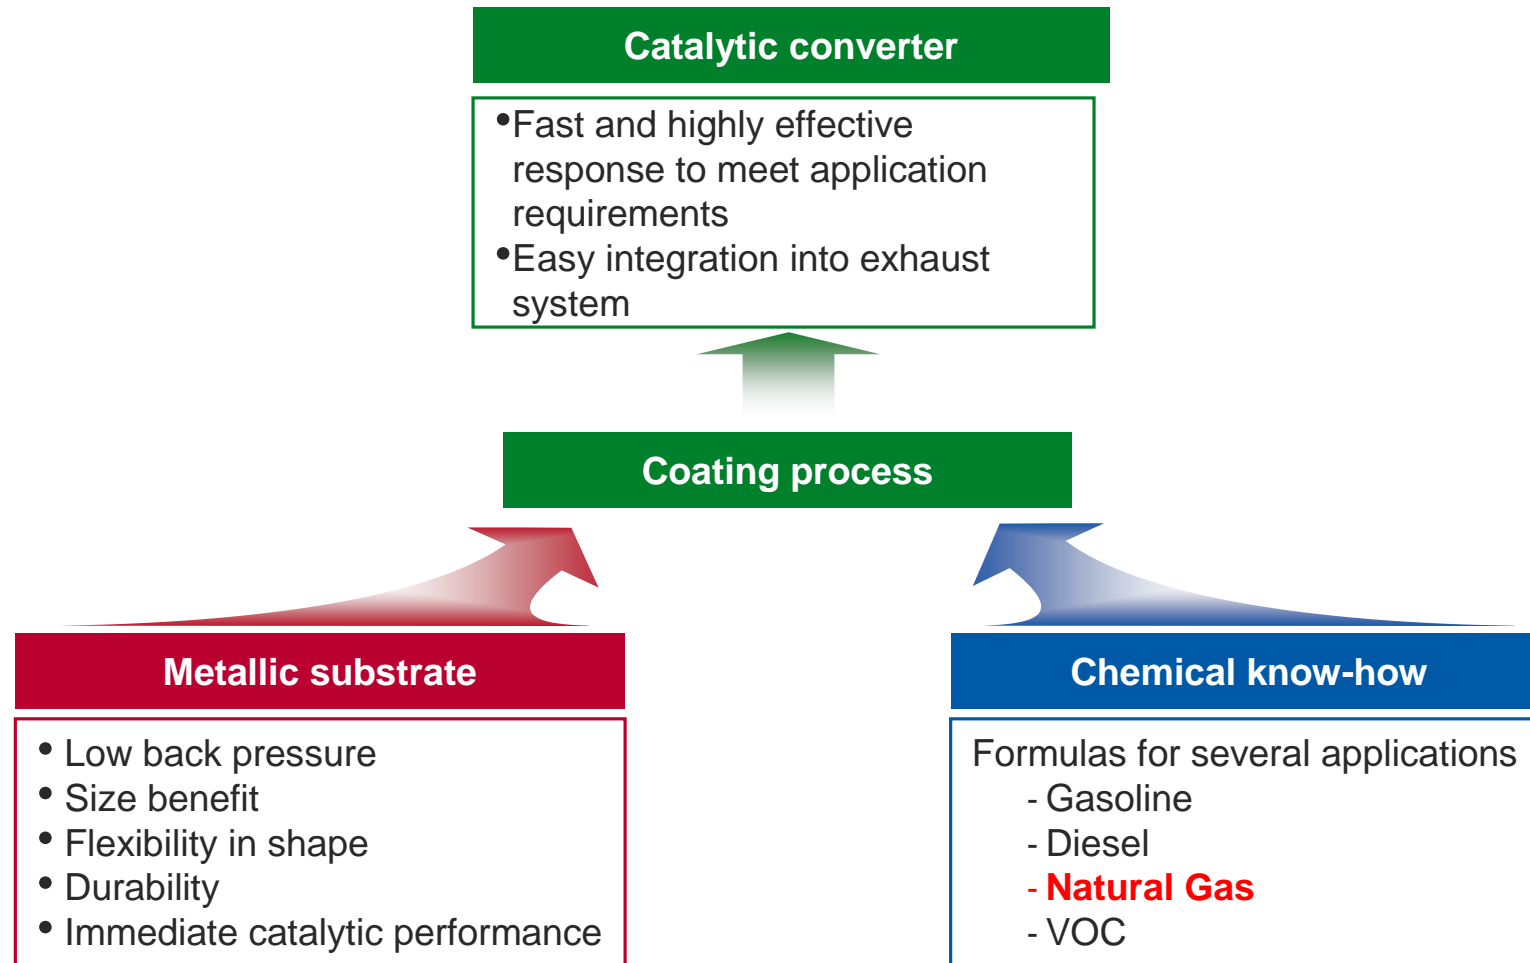 Catalytic converter
•Fast and highly effective
response to meet application
requirements
•Easy integration into exhaust
system
Coating process
Metallic substrate
• Low back pressure
• Size benefit
• Flexibility in shape
• Durability
• Immediate catalytic performance
Chemical know-how
Formulas for several applications
- Gasoline
- Diesel
- Natural Gas
- VOC